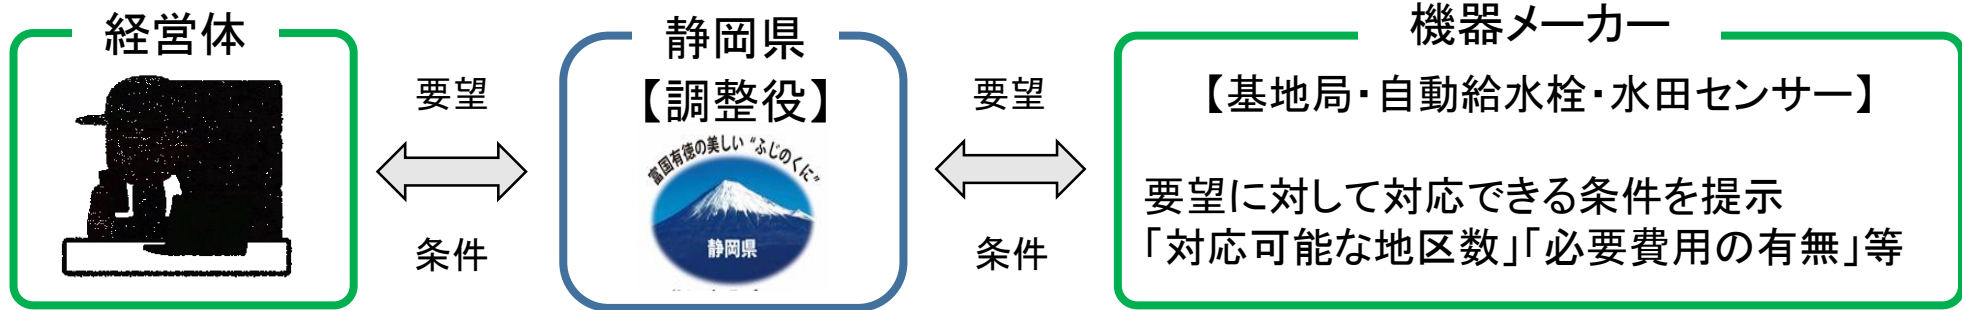 経営体
要望
条件
静岡県
【調整役】
富国有徳の美しい“ふじのくに”
静岡県
要望
条件
機器メーカー
【基地局・自動給水栓・水田センサー】
要望に対して対応できる条件を提示
「対応可能な地区数」「必要費用の有無」等